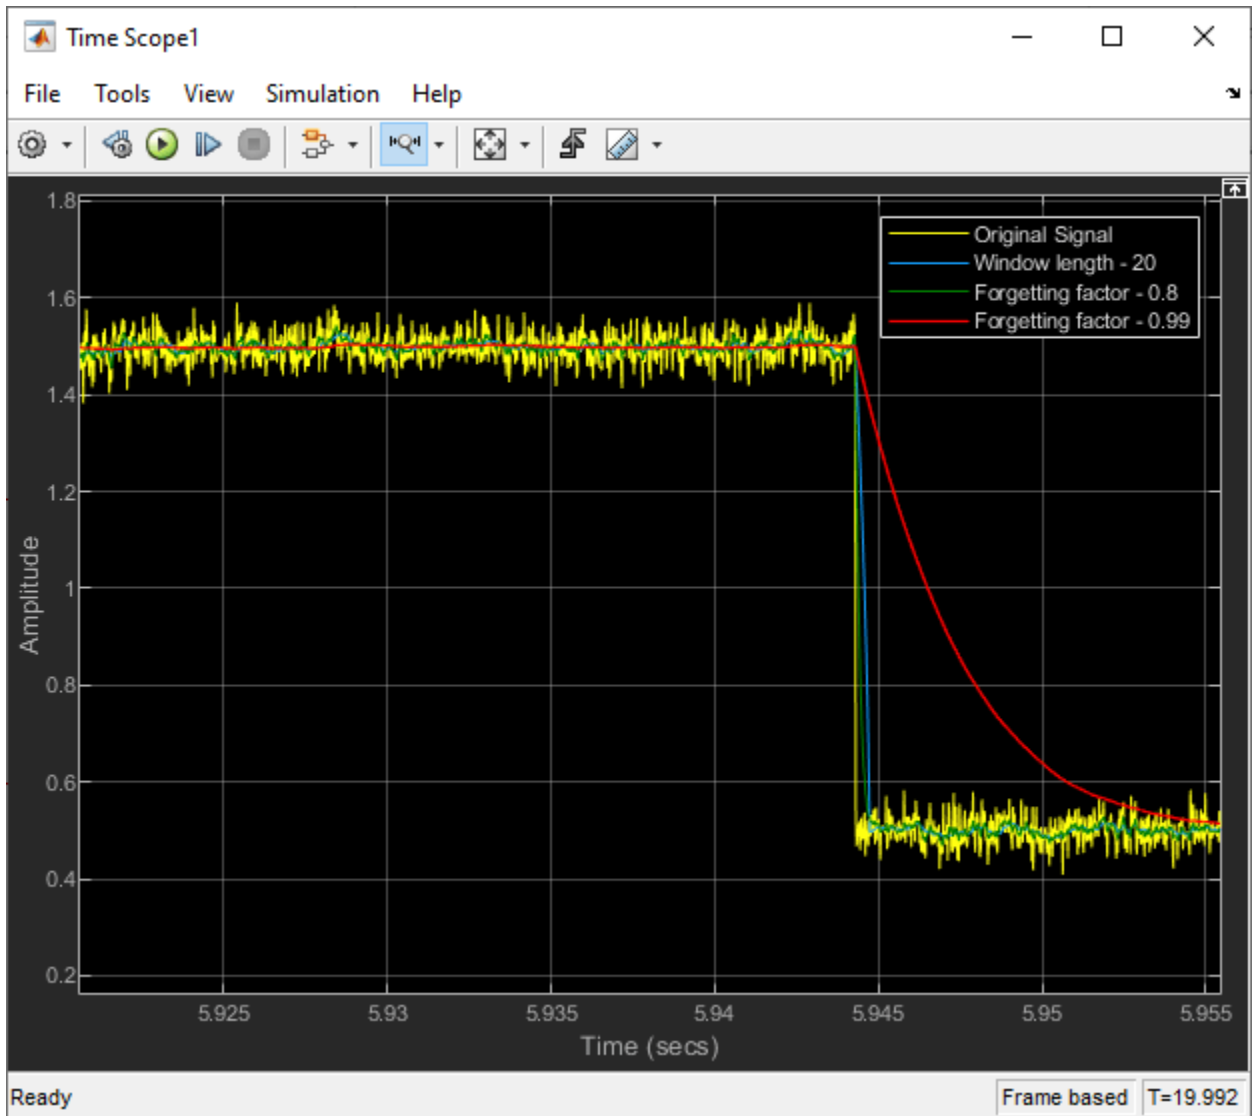 Time Scope1
File Tools View Simulation Help
1.8
Original Signal
Window length - 20
Forgetting factor - 0.8
Forgetting factor - 0.99
1.6
1.4
1.2
1
0.8
0.6
0.4
0.2
Amplitude
5.925 5.93 5.935 5.94 5.945 5.95 5.955
Time (secs)
Ready Frame based T=19.992